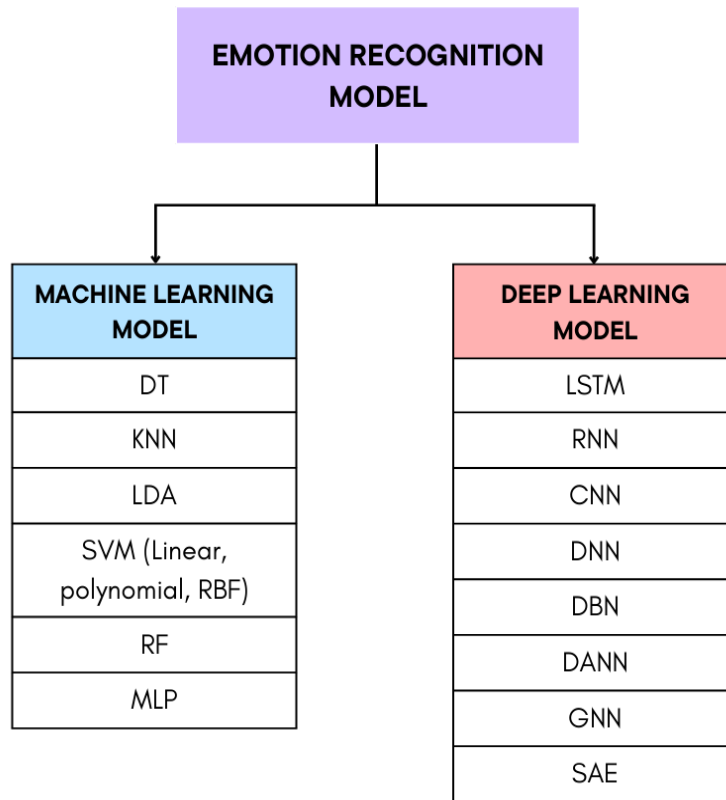 EMOTION RECOGNITION
MODEL
MACHINE LEARNING
MODEL
DT
KNN
LDA
SVM (Linear,
polynomial, RBF)
RF
MLP
DEEP LEARNING
MODEL
LSTM
RNN
CNN
DNN
DBN
DANN
GNN
SAE